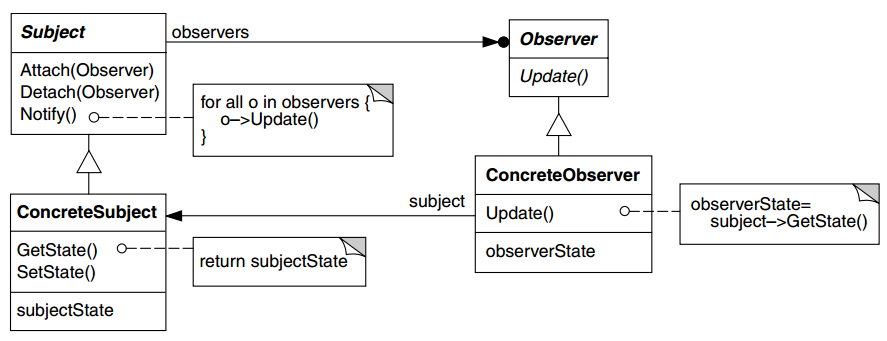 Subject
observers
Observer
Attach(Observer)
Detach(Observer)
Notify()
for all o in observers {
o–>Update()
}
Update()
ConcreteSubject
GetState()
SetState()
subjectState
return subjectState
subject
ConcreteObserver
Update()
observerState
observerState=
subject–>GetState()